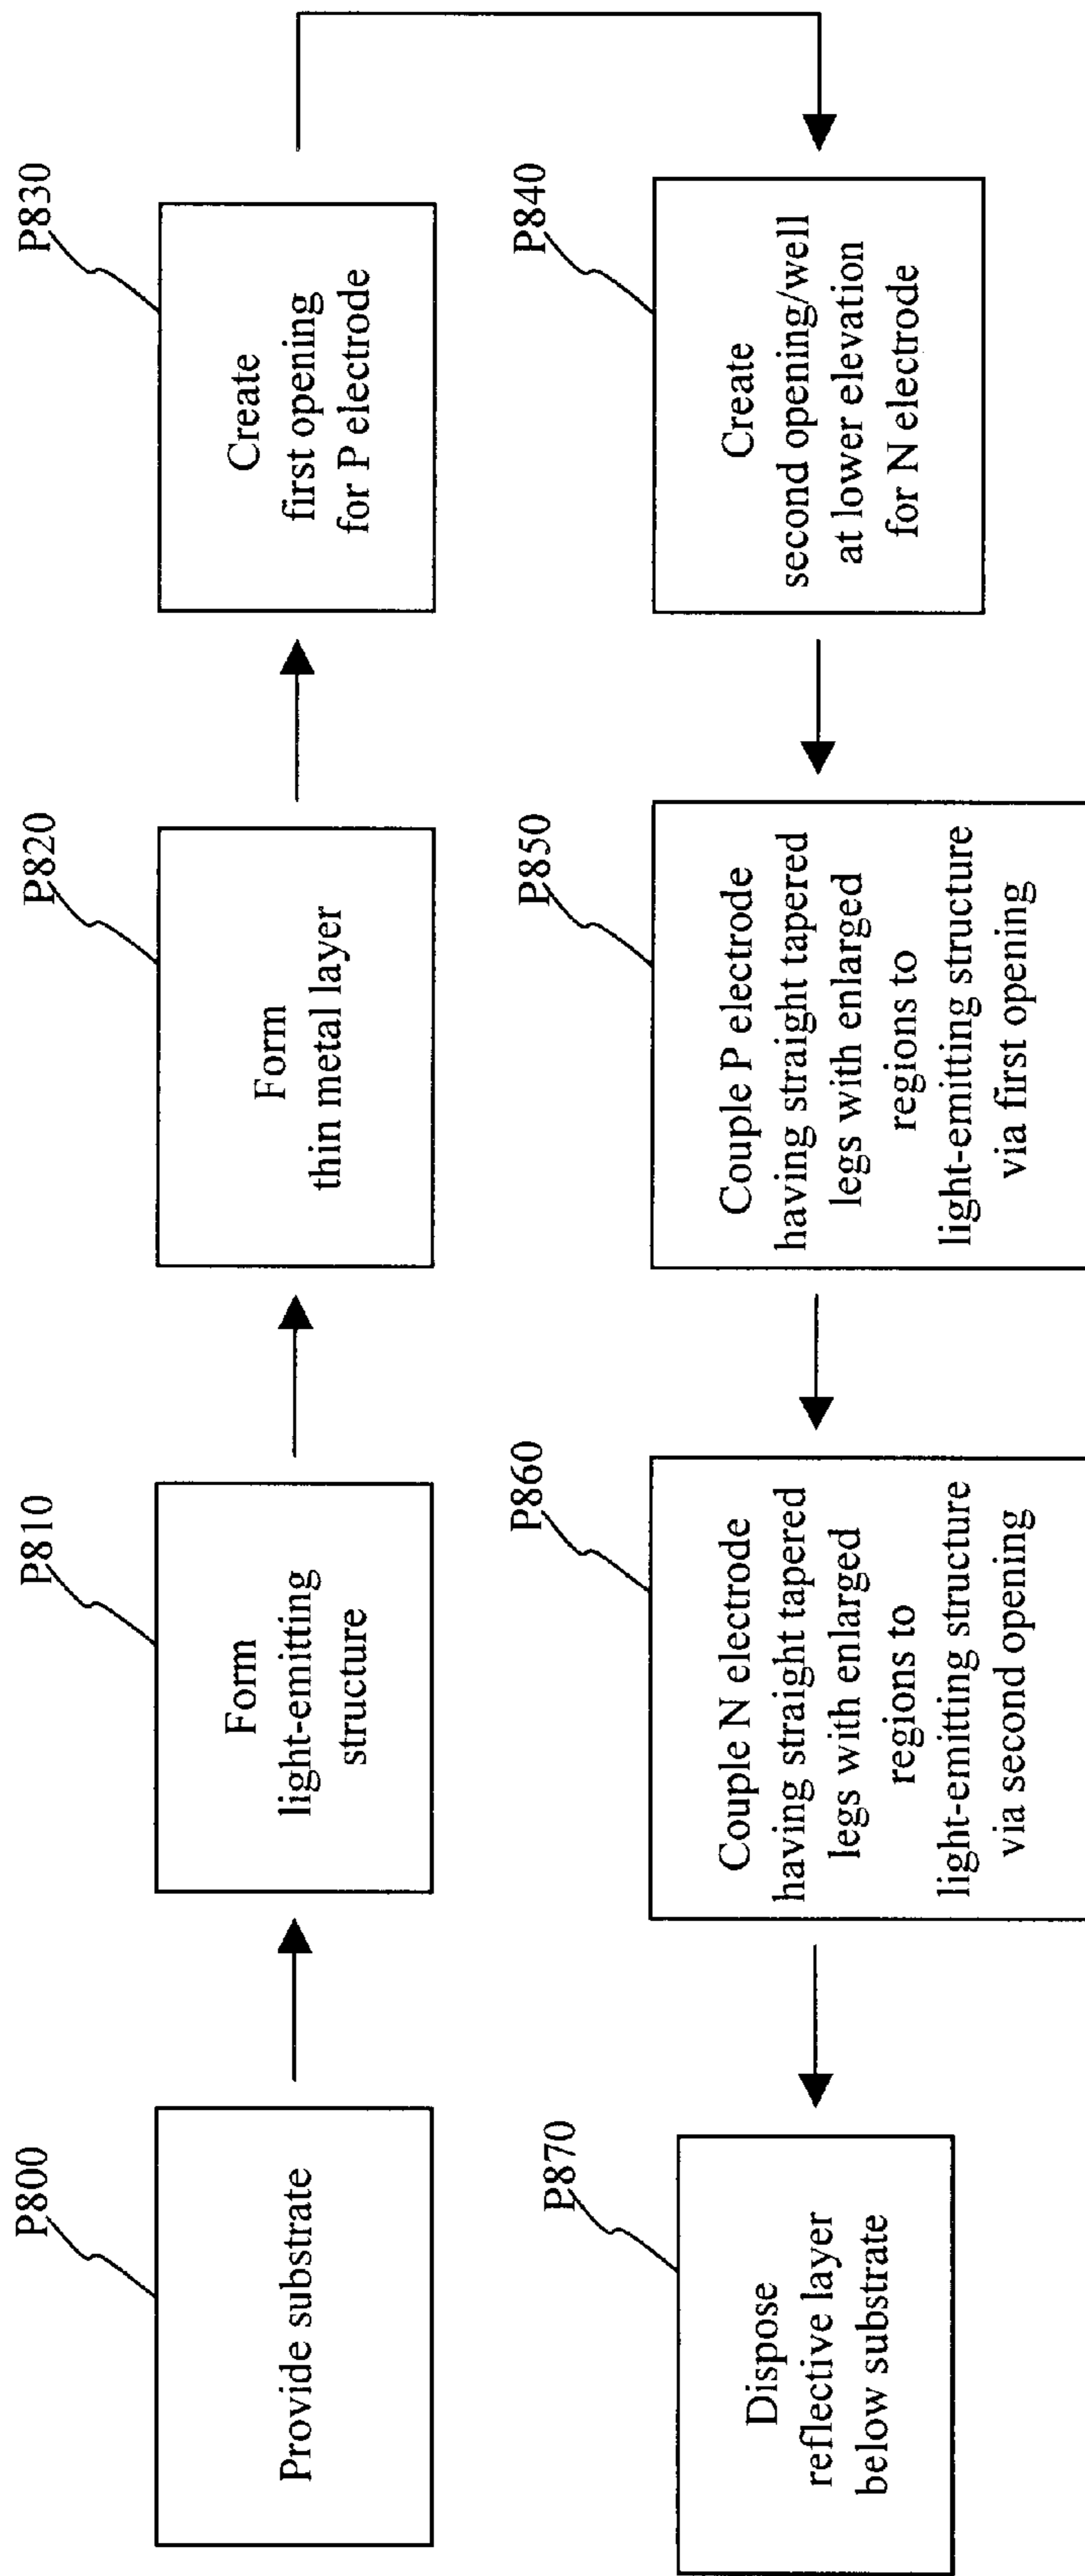 P800
Provide substrate
P810
Form
light-emitting
structure
P820
Form
thin metal layer
P830
Create
first opening
for P electrode
P840
Create
second opening/well
at lower elevation
for N electrode
P850
Couple P electrode
having straight tapered
legs with enlarged
regions to
light-emitting structure
via first opening
P860
Couple N electrode
having straight tapered
legs with enlarged
regions to
light-emitting structure
via second opening
P870
Dispose
reflective layer
below substrate